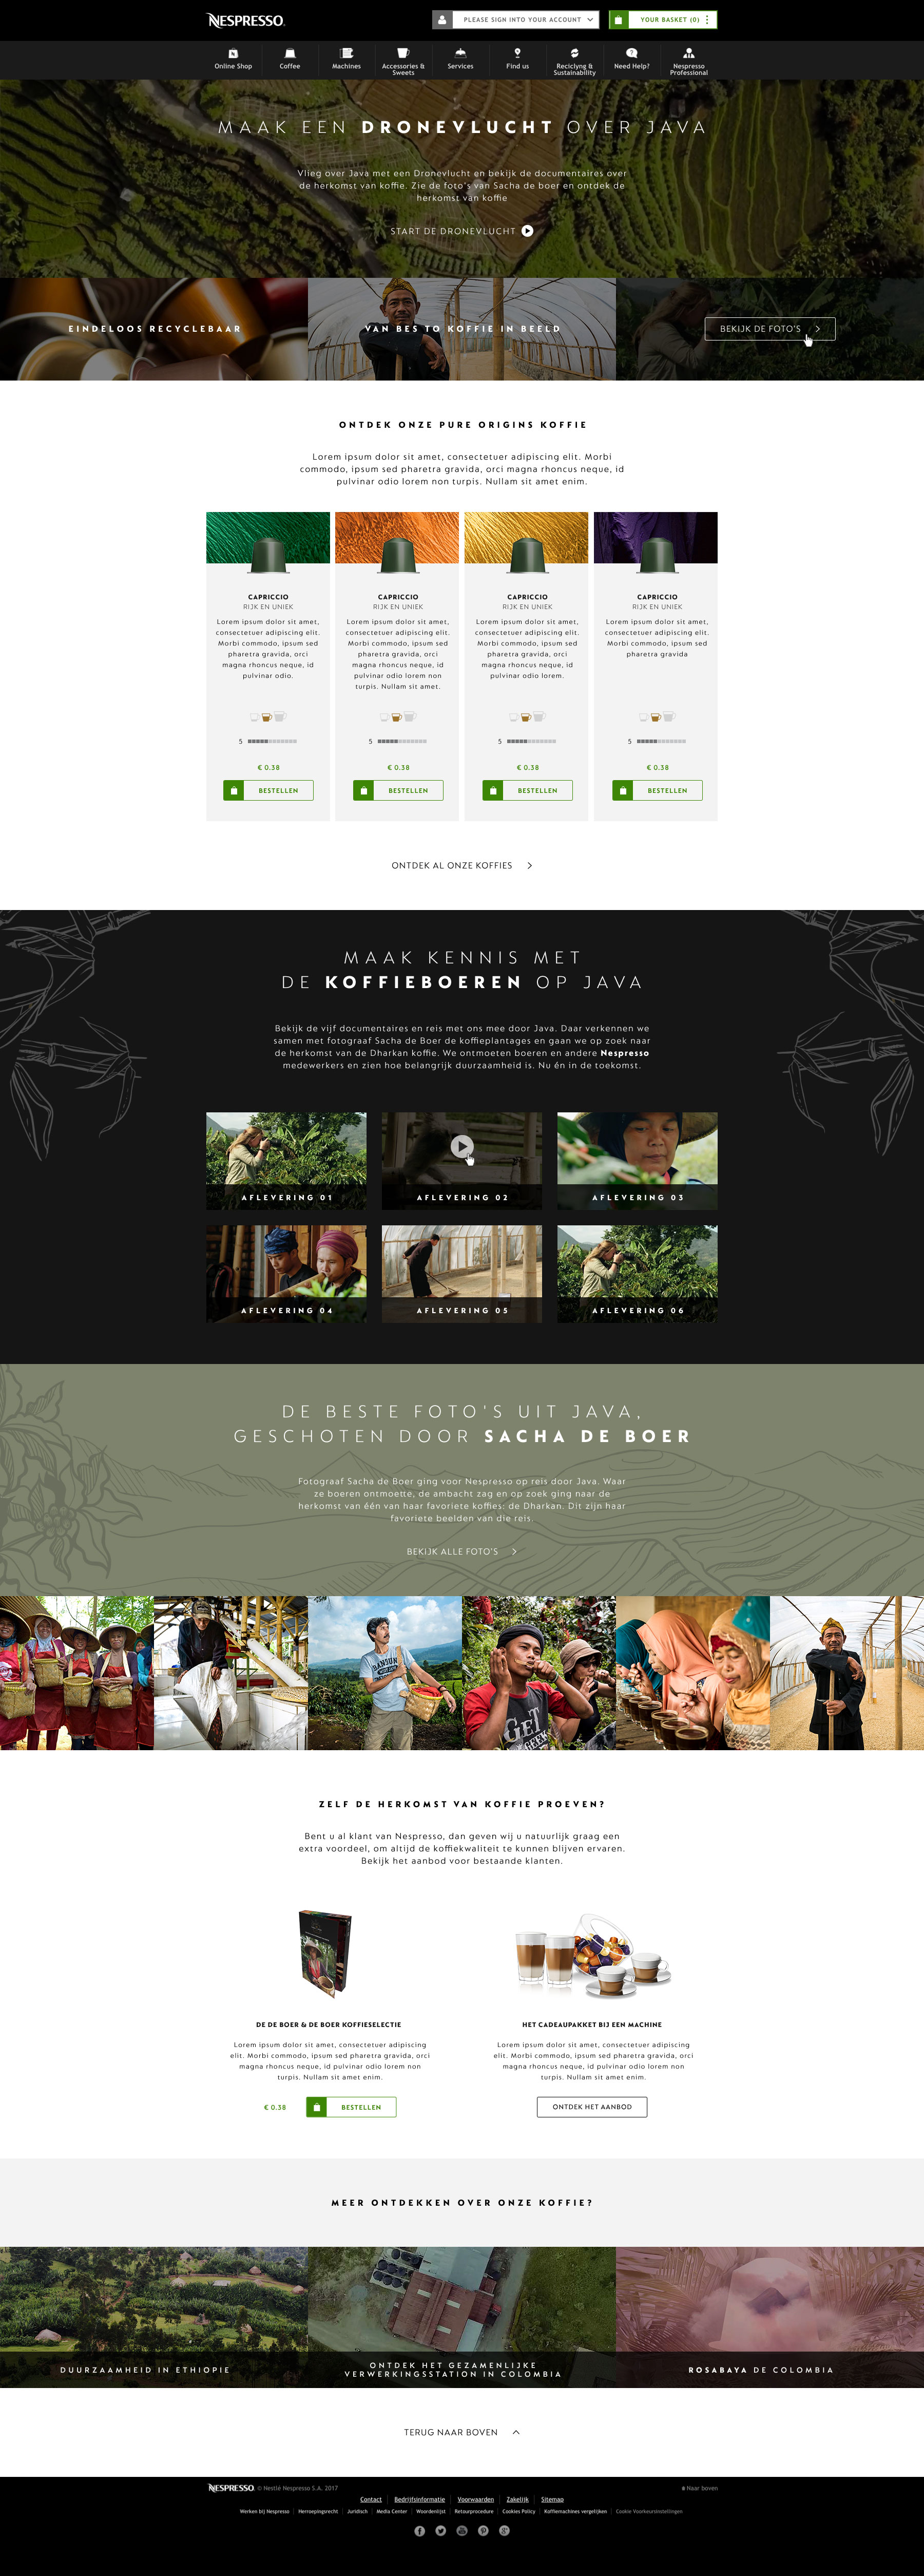 NESPRESSO.
PLEASE SIGN INTO YOUR ACCOUNT
YOUR BASKET (0)
Online Shop
Coffee
Machines
Accessories &
Sweets
Services
Find us
Reciclyng &
Sustainability
Need Help?
Nespresso
Professional
MAAK EEN DRONEVLUCHT OVER JAVA
Vlieg over Java met een Dronevlucht en bekijk de documentaires over
de herkomst van koffie. Zie de foto's van Sacha de boer en ontdek de
herkomst van koffie
START DE DRONEVLUCHT
EINDELOOS RECYCLEBAAR
VAN BES TO KOFFIE IN BEELD
BEKIJK DE FOTO'S
ONTDEK ONZE PURE ORIGINS KOFFIE
Lorem ipsum dolor sit amet, consectetuer adipiscing elit. Morbi
commodo, ipsum sed pharetra gravida, orci magna rhoncus neque, id
pulvinar odio lorem non turpis. Nullam sit amet enim.
CAPRICCIO
RIJK EN UNIEK
Lorem ipsum dolor sit amet,
consectetuer adipiscing elit.
Morbi commodo, ipsum sed
pharetra gravida, orci
magna rhoncus neque, id
pulvinar odio.
5
€ 0.38
BESTELLEN
CAPRICCIO
RIJK EN UNIEK
Lorem ipsum dolor sit amet,
consectetuer adipiscing elit.
Morbi commodo, ipsum sed
pharetra gravida, orci
magna rhoncus neque, id
pulvinar odio lorem non
turpis. Nullam sit amet.
5
€ 0.38
BESTELLEN
CAPRICCIO
RIJK EN UNIEK
Lorem ipsum dolor sit amet,
consectetuer adipiscing elit.
Morbi commodo, ipsum sed
pharetra gravida, orci
magna rhoncus neque, id
pulvinar odio lorem.
5
€ 0.38
BESTELLEN
CAPRICCIO
RIJK EN UNIEK
Lorem ipsum dolor sit amet,
consectetuer adipiscing elit.
Morbi commodo, ipsum sed
pharetra gravida
5
€ 0.38
BESTELLEN
ONTDEK AL ONZE KOFFIES
MAAK KENNIS MET
DE KOFFIEBOEREN OP JAVA
Bekijk de vijf documentaires en reis met ons mee door Java. Daar verkennen we
samen met fotograaf Sacha de Boer de koffieplantages en gaan we op zoek naar
de herkomst van de Dharkan koffie. We ontmoeten boeren en andere Nespresso
medewerkers en zien hoe belangrijk duurzaamheid is. Nu én in de toekomst.
AFLEVERING 01
AFLEVERING 02
AFLEVERING 03
AFLEVERING 04
AFLEVERING 05
AFLEVERING 06
DE BESTE FOTO'S UIT JAVA,
GESCHOTEN DOOR SACHA DE BOER
Fotograaf Sacha de Boer ging voor Nespresso op reis door Java. Waar
ze boeren ontmoette, de ambacht zag en op zoek ging naar de
herkomst van één van haar favoriete koffies: de Dharkan. Dit zijn haar
favoriete beelden van die reis.
BEKIJK ALLE FOTO'S
GET
GEEK
ZELF DE HERKOMST VAN KOFFIE PROEVEN?
Bent u al klant van Nespresso, dan geven wij u natuurlijk graag een
extra voordeel, om altijd de koffiekwaliteit te kunnen blijven ervaren.
Bekijk het aanbod voor bestaande klanten.
DE DE BOER & DE BOER KOFFIESELECTIE
Lorem ipsum dolor sit amet, consectetuer adipiscing
elit. Morbi commodo, ipsum sed pharetra gravida, orci
magna rhoncus neque, id pulvinar odio lorem non
turpis. Nullam sit amet enim.
€ 0.38
BESTELLEN
HET CADEAUPAKKET BIJ EEN MACHINE
Lorem ipsum dolor sit amet, consectetuer adipiscing
elit. Morbi commodo, ipsum sed pharetra gravida, orci
magna rhoncus neque, id pulvinar odio lorem non
turpis. Nullam sit amet enim.
ONTDEK HET AANBOD
MEER ONTDEKKEN OVER ONZE KOFFIE?
DUURZAAMHEID IN ETHIOPIE
ONTDEK HET GEZAMENLIJKE
VERWERKINGSSTATION IN COLOMBIA
ROSABAYA DE COLOMBIA
TERUG NAAR BOVEN
NESPRESSO. © Nestlé Nespresso S.A. 2017
Naar boven
Contact Bedrijfsinformatie Voorwaarden Zakelijk Sitemap
Werken bij Nespresso Herroepingsrecht Juridisch Media Center Woordenlijst Retourprocedure Cookies Policy Koffiemachines vergelijken Cookie Voorkeursinstellingen